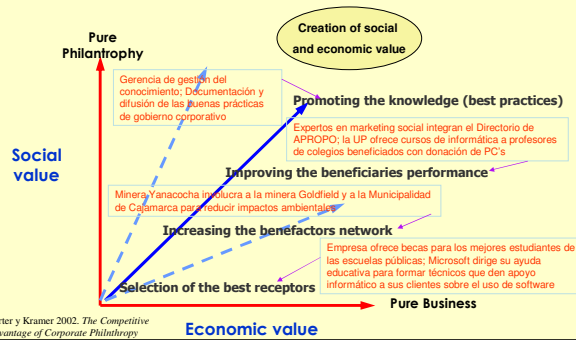 Pure
Philantrophy
Creation of social
and economic value
Gerencia de gestión del
conocimiento; Documentación y
difusión de las buenas prácticas
de gobierno corporativo
Promoting the knowledge (best practices)
Expertos en marketing social integran el Directorio de
APROPO; la UP ofrece cursos de informática a profesores
de colegios beneficiados con donación de PC's
Social
value
Improving the beneficiaries performance
Minera Yanacocha involucra a la minera Goldfield y a la Municipalidad
de Cajamarca para reducir impactos ambientales
Increasing the benefactors network
Empresa ofrece becas para los mejores estudiantes de
las escuelas públicas; Microsoft dirige su ayuda
educativa para formar técnicos que den apoyo
informático a sus clientes sobre el uso de software
Selection of the best receptors
Pure Business
rter y Kramer 2002. The Competitive
vantage of Corporate Philnthropy
Economic value